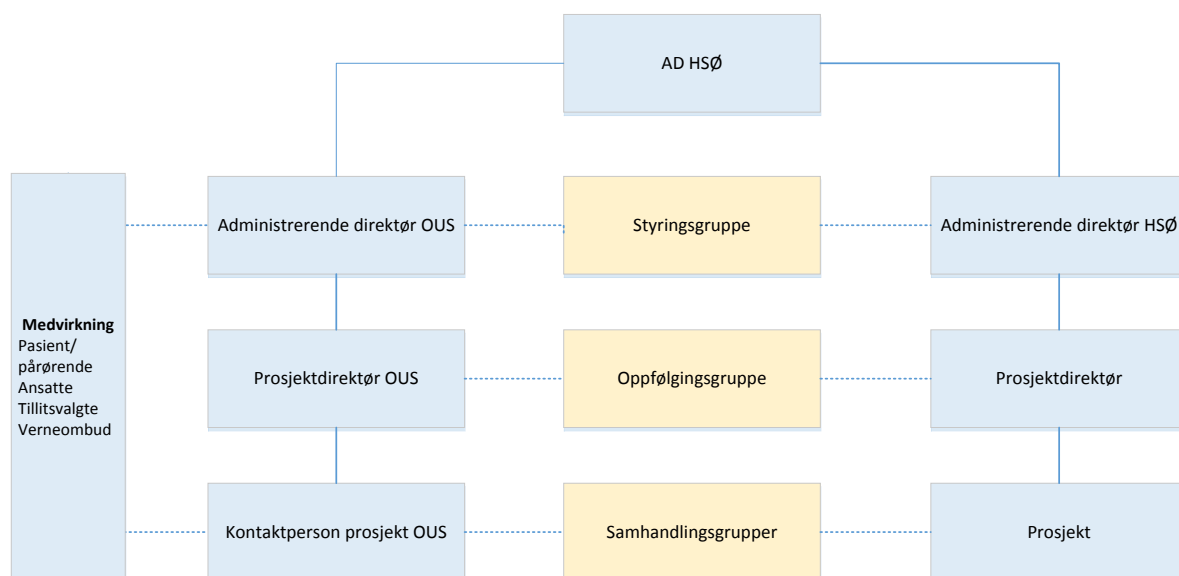 AD HSØ
Administrerende direktør OUS
Styringsgruppe
Administrerende direktør HSØ
Medvirkning
Pasient/
pårørende
Ansatte
Tillitsvalgte
Verneombud
Prosjektdirektør OUS
Oppfølgingsgruppe
Prosjektdirektør
Kontaktperson prosjekt OUS
Samhandlingsgrupper
Prosjekt